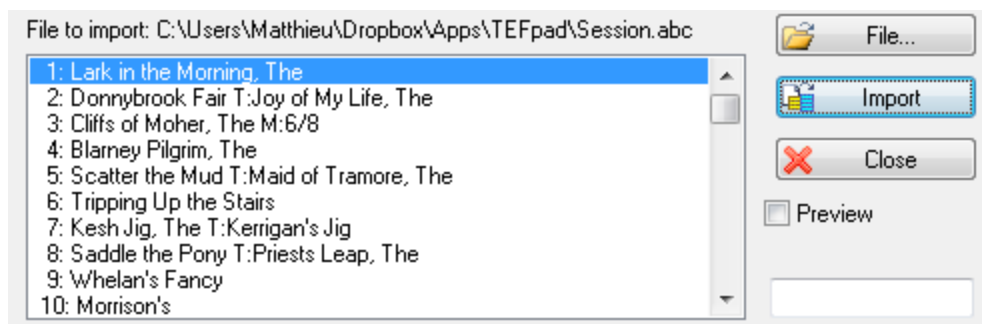 File to import: C:\Users\Matthieu\Dropbox\Apps\TEFpad\Session.abc
1: Lark in the Morning, The
2: Donnybrook Fair T:Joy of My Life, The
3: Cliffs of Moher, The M:6/8
4: Blarney Pilgrim, The
5: Scatter the Mud T:Maid of Tramore, The
6: Tripping Up the Stairs
7: Kesh Jig, The T:Kerrigan's Jig
8: Saddle the Pony T:Priests Leap, The
9: Whelan's Fancy
10: Morrison's
File...
Import
Close
Preview